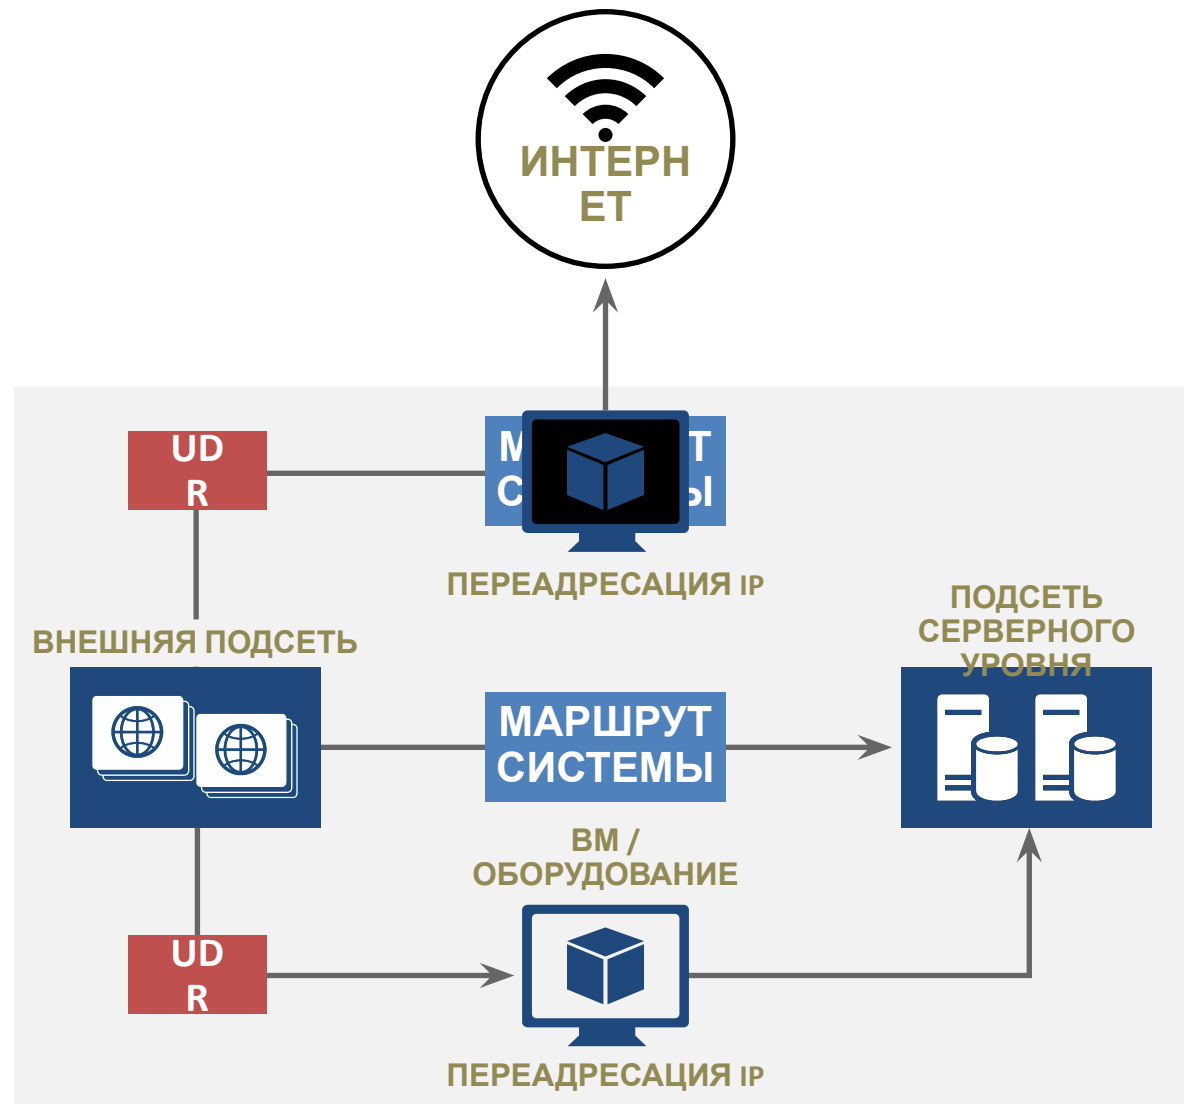 ИНТЕРН
ЕТ
UD
R
ПЕРЕАДРЕСАЦИЯ IP
ВНЕШНЯЯ ПОДСЕТЬ
ПОДСЕТЬ
СЕРВЕРНОГО
УРОВНЯ
МАРШРУТ
СИСТЕМЫ
ВМ /
ОБОРУДОВАНИЕ
UD
R
ПЕРЕАДРЕСАЦИЯ IP